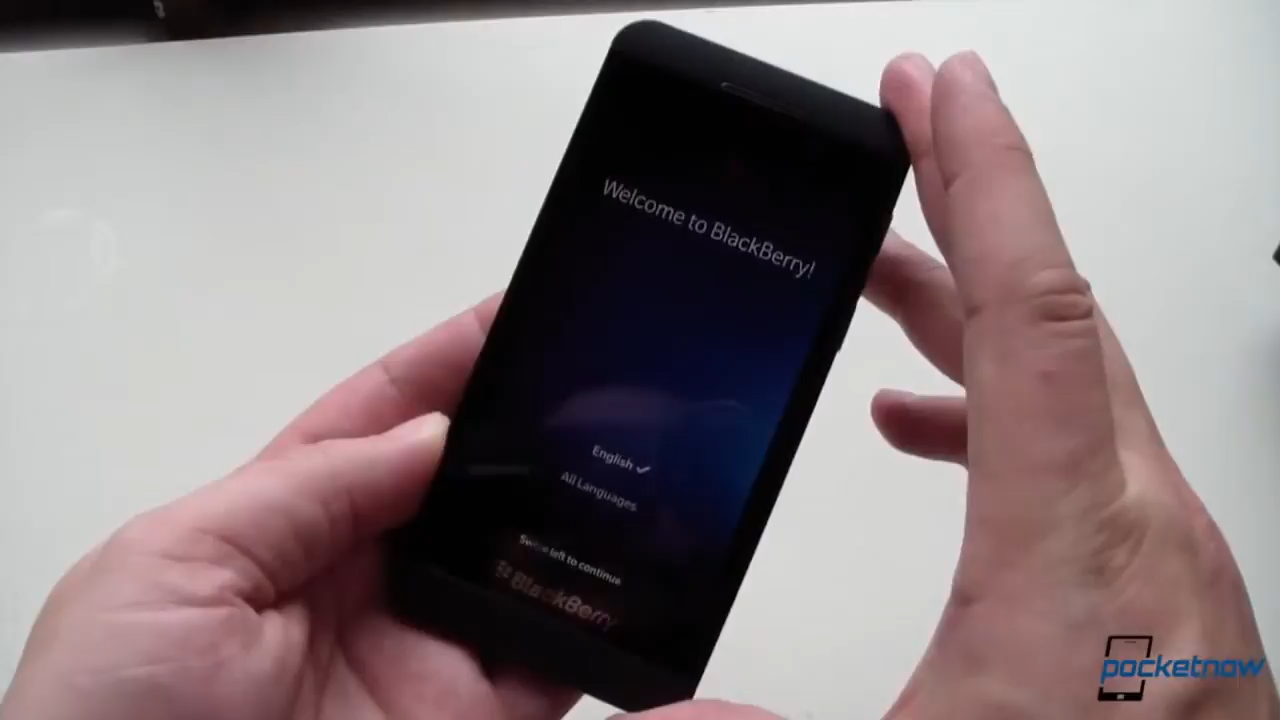 Welcome to BlackBerry!
English
All Languages
Swipe left to continue
BlackBerry
pocketnow